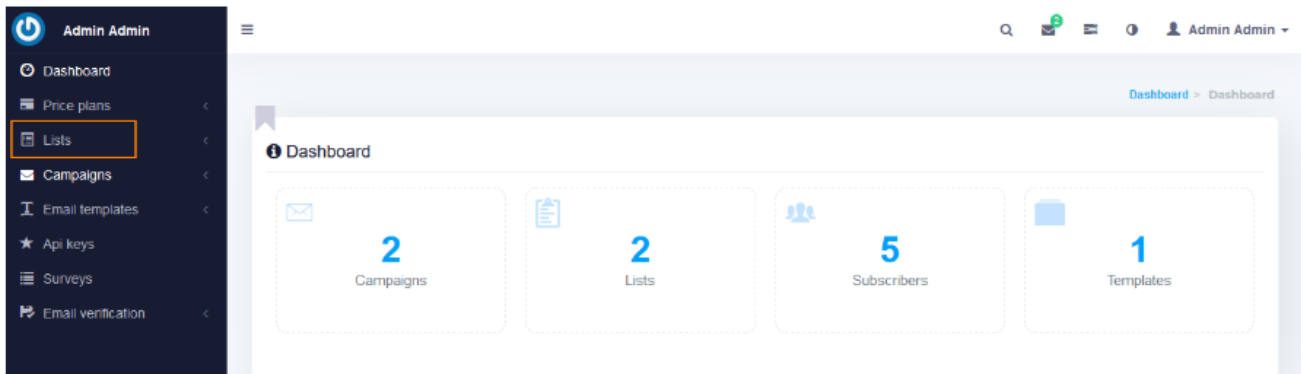 Admin Admin
2
Admin Admin
Dashboard
Price plans
Lists
Campaigns
Email templates
Api keys
Surveys
Email verification
Dashboard > Dashboard
Dashboard
2
Campaigns
2
Lists
5
Subscribers
1
Templates